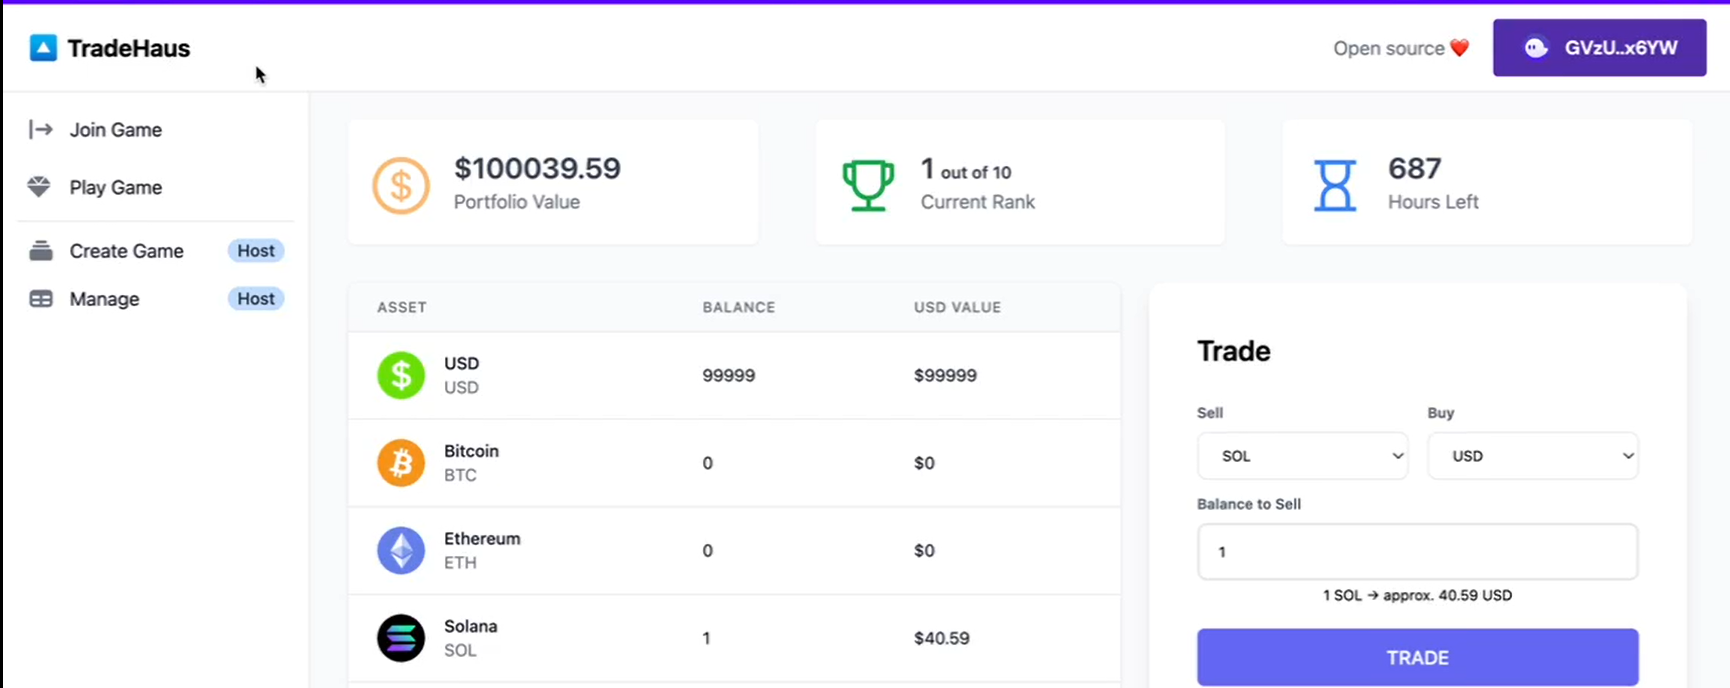 TradeHaus
Open source ❤️
GVzU..x6YW
Join Game
Play Game
Create Game Host
Manage Host
$100039.59
Portfolio Value
1 out of 10
Current Rank
687
Hours Left
ASSET BALANCE USD VALUE
USD
USD
99999 $99999
Bitcoin
BTC
0 $0
Ethereum
ETH
0 $0
Solana
SOL
1 $40.59
Trade
Sell Buy
SOL USD
Balance to Sell
1
1 SOL → approx. 40.59 USD
TRADE